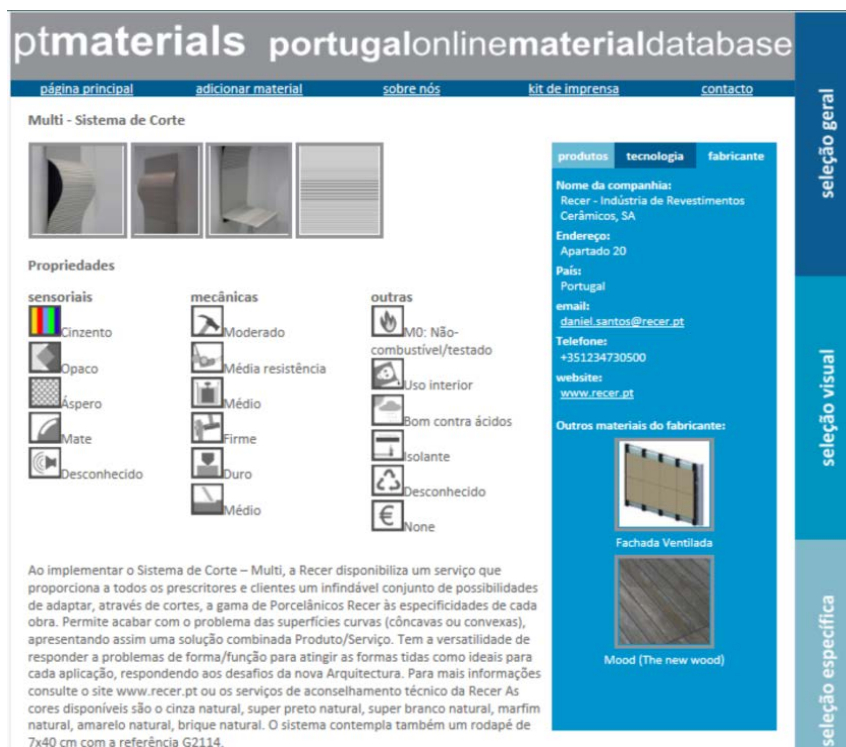 ptmaterials portugalonlinematerialdatabase
página principal adicionar material sobre nós kit de imprensa contacto
Multi - Sistema de Corte
Propriedades
sensoriais
Cinzento
Opaco
Áspero
Mate
Desconhecido
mecânicas
Moderado
Média resistência
Médio
Firme
Duro
Médio
outras
M0: Não-
combustível/testado
Uso interior
Bom contra ácidos
Isolante
Desconhecido
€
None
Ao implementar o Sistema de Corte – Multi, a Recer disponibiliza um serviço que
proporciona a todos os prescritores e clientes um infindável conjunto de possibilidades
de adaptar, através de cortes, a gama de Porcelânicos Recer às especificidades de cada
obra. Permite acabar com o problema das superfícies curvas (côncavas ou convexas),
apresentando assim uma solução combinada Produto/Serviço. Tem a versatilidade de
responder a problemas de forma/função para atingir as formas tidas como ideais para
cada aplicação, respondendo aos desafios da nova Arquitectura. Para mais informações
consulte o site www.recer.pt ou os serviços de aconselhamento técnico da Recer As
cores disponíveis são o cinza natural, super preto natural, super branco natural, marfim
natural, amarelo natural, brique natural. O sistema contempla também um rodapé de
7x40 cm com a referência G2114.
produtos tecnologia fabricante
Nome da companhia:
Recer - Indústria de Revestimentos
Cerâmicos, SA
Endereço:
Apartado 20
País:
Portugal
email:
daniel.santos@recer.pt
Telefone:
+351234730500
website:
www.recer.pt
Outros materiais do fabricante:
Fachada Ventilada
Mood (The new wood)
seleção geral
seleção visual
seleção específica